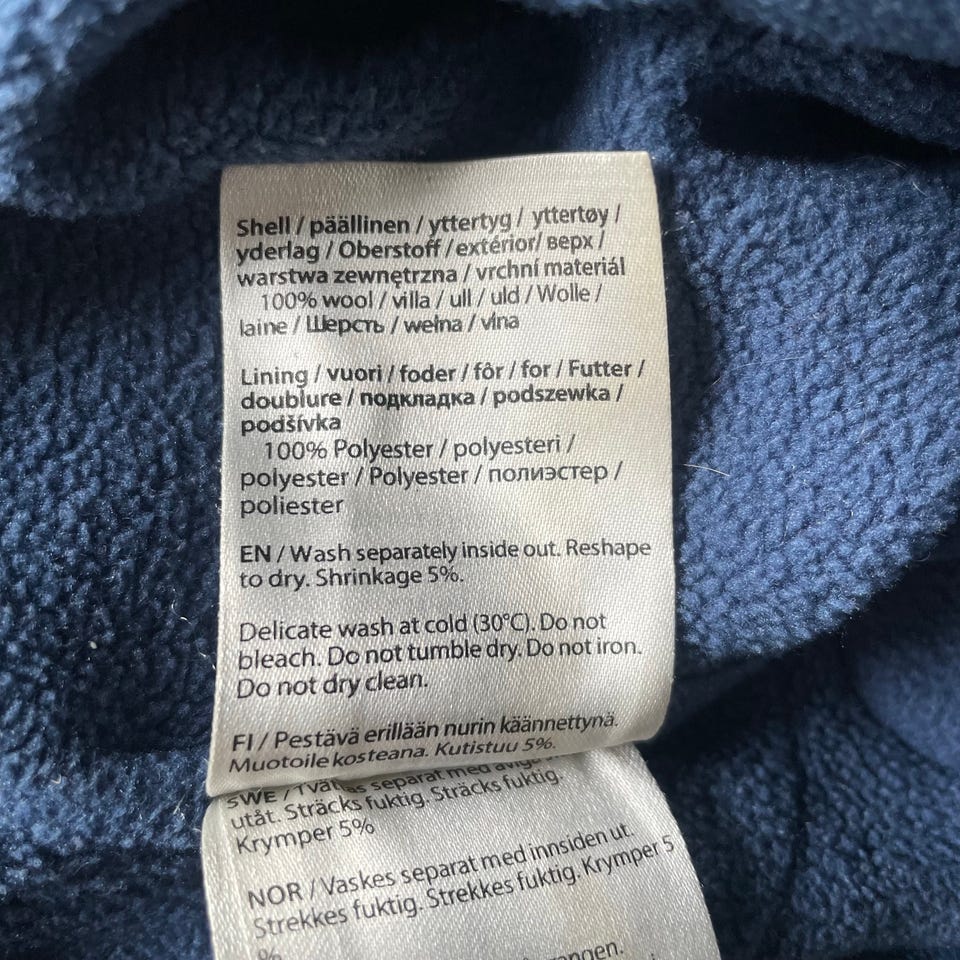 Shell / päällinen / yttertyg / yttertøy /
yderlag / Oberstoff / extérior/ верх /
warstwa zewnętrzna / vrchní materiál
100% wool / villa / ull / uld / Wolle /
laine / Шерсть / wełna / vlna
Lining / vuori / foder / fôr / for / Futter /
doublure / подкладка / podszewka /
podšívka
100% Polyester / polyesteri /
polyester / Polyester / полиэстер /
poliester
EN / Wash separately inside out. Reshape
to dry. Shrinkage 5%.
Delicate wash at cold (30°C). Do not
bleach. Do not tumble dry. Do not iron.
Do not dry clean.
FI / Pestävä erillään nurin käännettynä.
Muotoile kosteana. Kutistuu 5%.
SWE / separat med
utåt. Sträcks fuktig. Sträcks fuktig.
Krymper 5%
NOR / Vaskes separat med innsiden ut.
Strekkes fuktig. Strekkes fuktig. Krymper 5
%